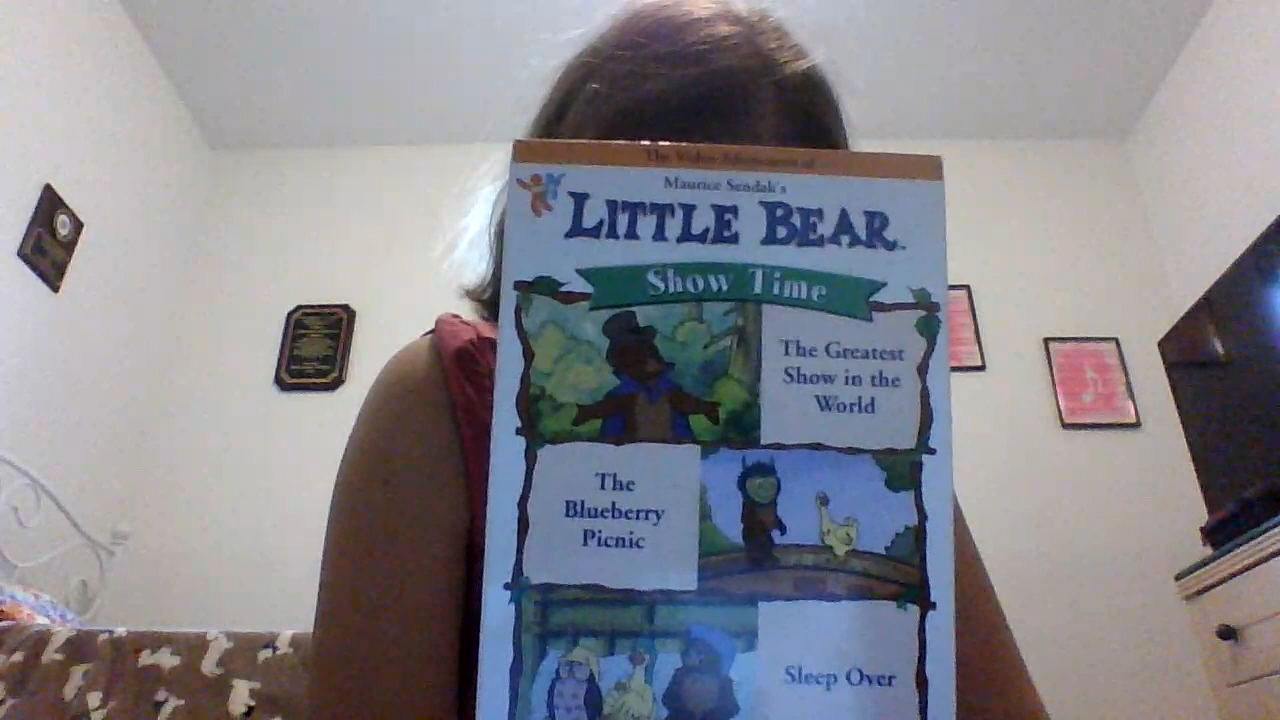 The Video Adventures of
Maurice Sendak's
LITTLE BEAR
Show Time
The Greatest
Show in the
World
The
Blueberry
Picnic
Sleep Over